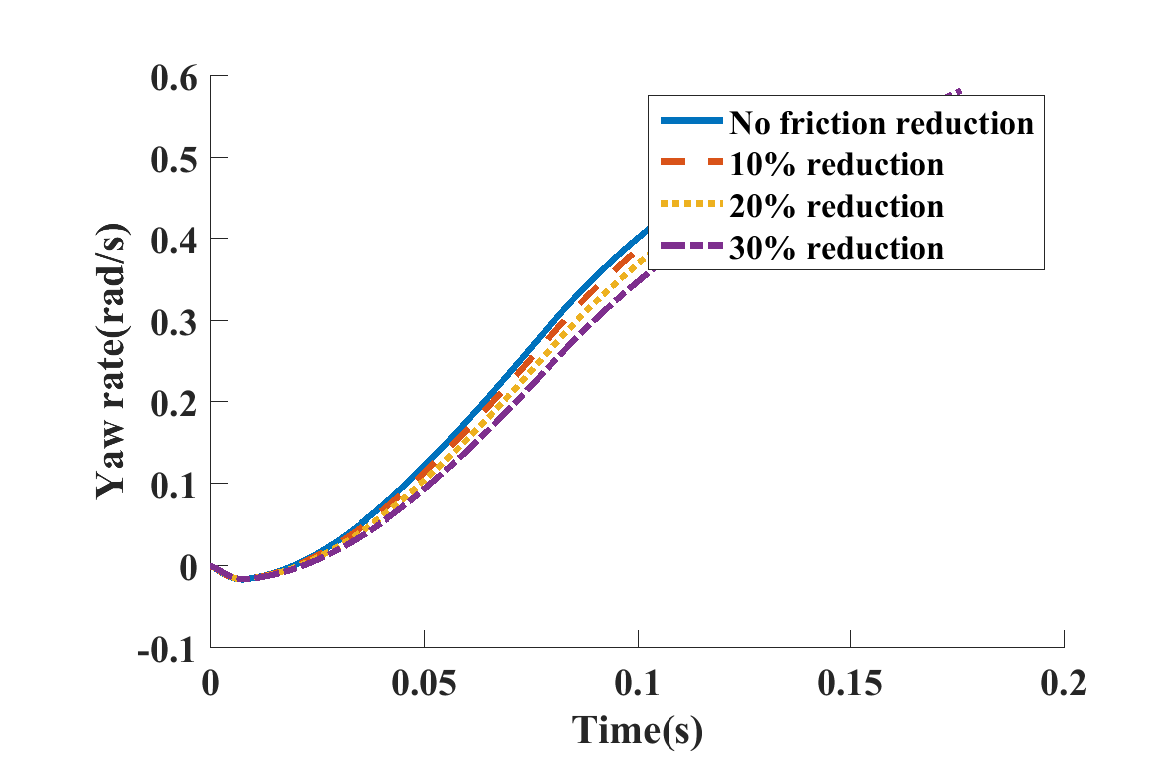 0.6
0.5
0.4
0.3
0.2
0.1
0
-0.1
Yaw rate(rad/s)
No friction reduction
10% reduction
20% reduction
30% reduction
0
0.05
0.1
0.15
0.2
Time(s)